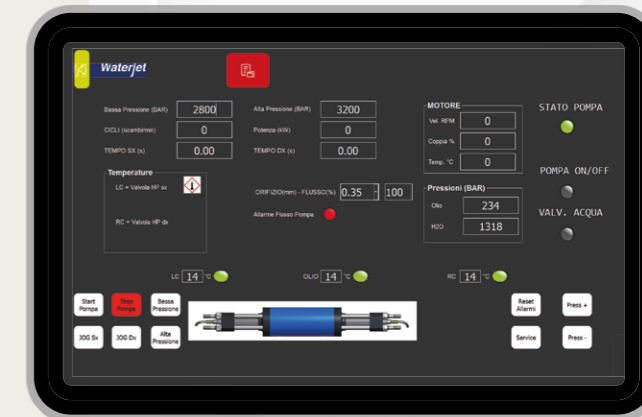 Waterjet
Bassa Pressione (BAR) 2800 Alta Pressione (BAR) 3200
CICLI (scambi/min) 0 Potenza (kW) 0
TEMPO SX (s) 0.00 TEMPO DX (s) 0.00
MOTORE
Vel. RPM 0
Coppia % 0
Temp. °C 0
STATO POMPA
POMPA ON/OFF
VALV. ACQUA
Temperature
LC = Valvola HP sx
RC = Valvola HP dx
ORIFIZIO(mm) - FLUSSO(%) 0.35 - 100
Allarme Flusso Pompa
Pressioni (BAR)
Olio 234
H2O 1318
LC 14 °C OLIO 14 °C RC 14 °C
Start Pompa
Stop Pompa
Bassa Pressione
JOG Sx
JOG Dx
Alta Pressione
Reset Allarmi
Press +
Service
Press -